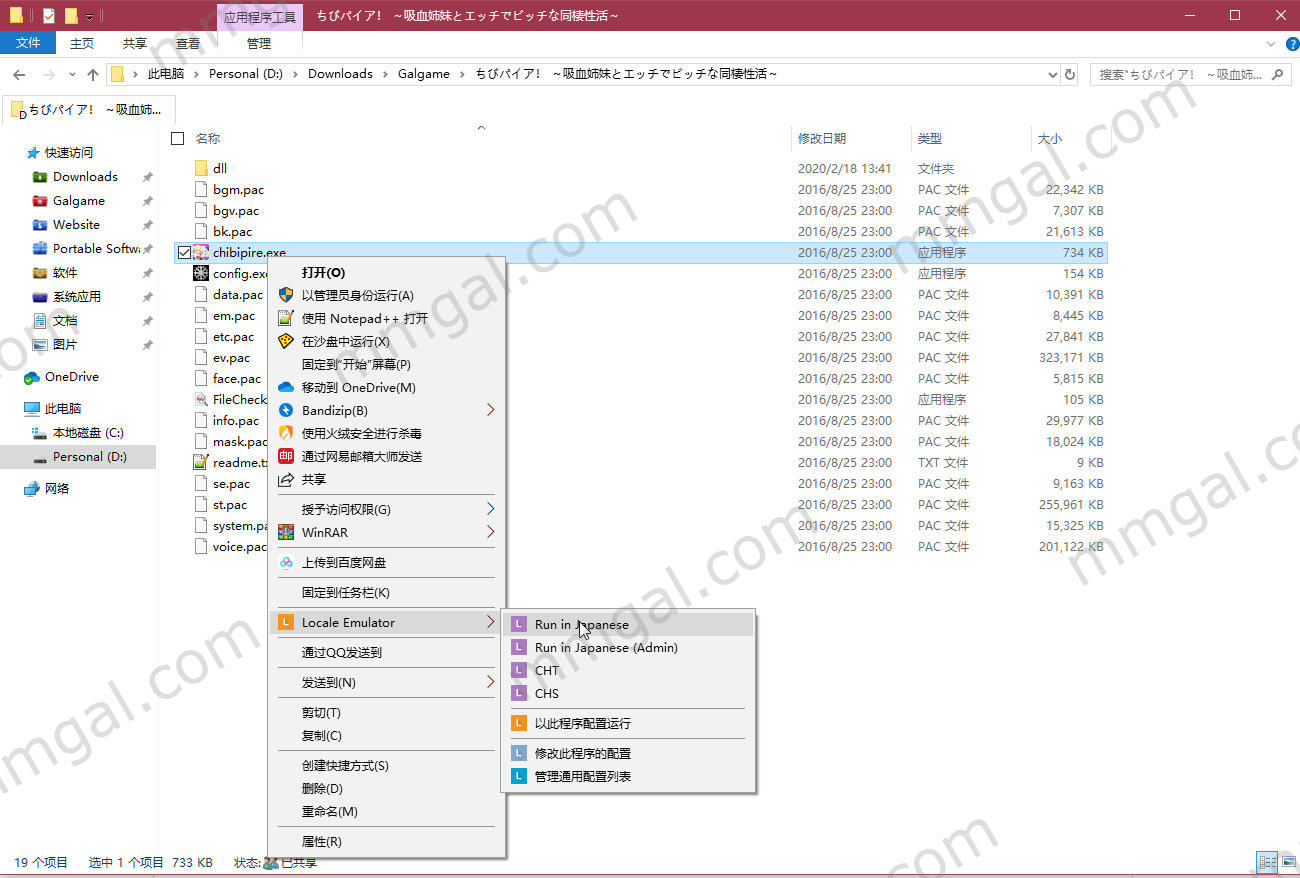 应用程序工具 ちびパイア! ～吸血姉妹とエッチでビッチな同棲性活～
文件 主页 共享 查看 管理
此电脑 › Personal (D:) › Downloads › Galgame › ちびパイア! ～吸血姉妹とエッチでビッチな同棲性活～ 搜索"ちびパイア! ～吸血姉...
ちびパイア! ～吸血姉...
名称 修改日期 类型 大小
快速访问
Downloads
Galgame
Website
Portable Softwa
软件
系统应用
文档
图片
OneDrive
此电脑
本地磁盘 (C:)
Personal (D:)
网络
dll 2020/2/18 13:41 文件夹
bgm.pac 2016/8/25 23:00 PAC 文件 22,342 KB
bgv.pac 2016/8/25 23:00 PAC 文件 7,307 KB
bk.pac 2016/8/25 23:00 PAC 文件 21,613 KB
chibipire.exe 2016/8/25 23:00 应用程序 734 KB
config.exe 2016/8/25 23:00 应用程序 154 KB
data.pac 2016/8/25 23:00 PAC 文件 10,391 KB
em.pac 2016/8/25 23:00 PAC 文件 8,445 KB
etc.pac 2016/8/25 23:00 PAC 文件 27,841 KB
ev.pac 2016/8/25 23:00 PAC 文件 323,171 KB
face.pac 2016/8/25 23:00 PAC 文件 5,815 KB
FileCheck 2016/8/25 23:00 应用程序 105 KB
info.pac 2016/8/25 23:00 PAC 文件 29,977 KB
mask.pac 2016/8/25 23:00 PAC 文件 18,024 KB
readme.t 2016/8/25 23:00 TXT 文件 9 KB
se.pac 2016/8/25 23:00 PAC 文件 9,163 KB
st.pac 2016/8/25 23:00 PAC 文件 255,961 KB
system.pa 2016/8/25 23:00 PAC 文件 15,325 KB
voice.pac 2016/8/25 23:00 PAC 文件 201,122 KB
打开(O)
以管理员身份运行(A)
使用 Notepad++ 打开
在沙盘中运行(X)
固定到"开始"屏幕(P)
移动到 OneDrive(M)
Bandizip(B)
使用火绒安全进行杀毒
通过网易邮箱大师发送
共享
授予访问权限(G)
WinRAR
上传到百度网盘
固定到任务栏(K)
Locale Emulator
通过QQ发送到
发送到(N)
剪切(T)
复制(C)
创建快捷方式(S)
删除(D)
重命名(M)
属性(R)
Run in Japanese
Run in Japanese (Admin)
CHT
CHS
以此程序配置运行
修改此程序的配置
管理通用配置列表
19 个项目 选中 1 个项目 733 KB 状态: 已共享
mmgal.com
mmgal.com
mmgal.com
mmgal.com
mmgal.com
mmgal.com